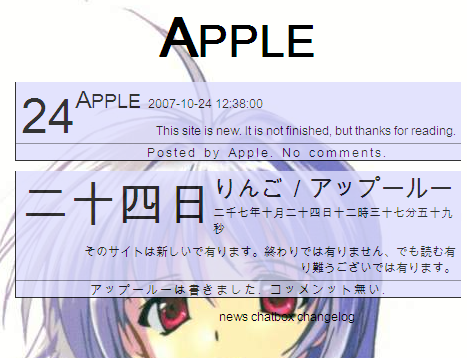 APPLE
24 APPLE 2007-10-24 12:38:00
This site is new. It is not finished, but thanks for reading.
Posted by Apple. No comments.
二十四日 りんご / アップールー
二千七年十月二十四日十二時三十七分五十九
秒
そのサイトは新しいで有ります。終わりでは有りません、でも読む有
り難うございでは有ります。
アップールーは書きました. コッメンット無い.
news chatbox changelog